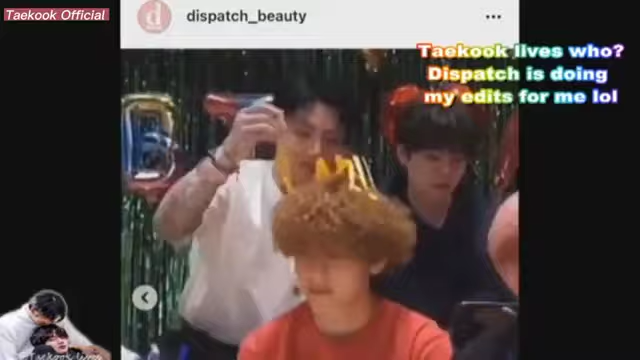 Taekook Official
dispatch_beauty
Taekook lives who?
Dispatch is doing
my edits for me lol